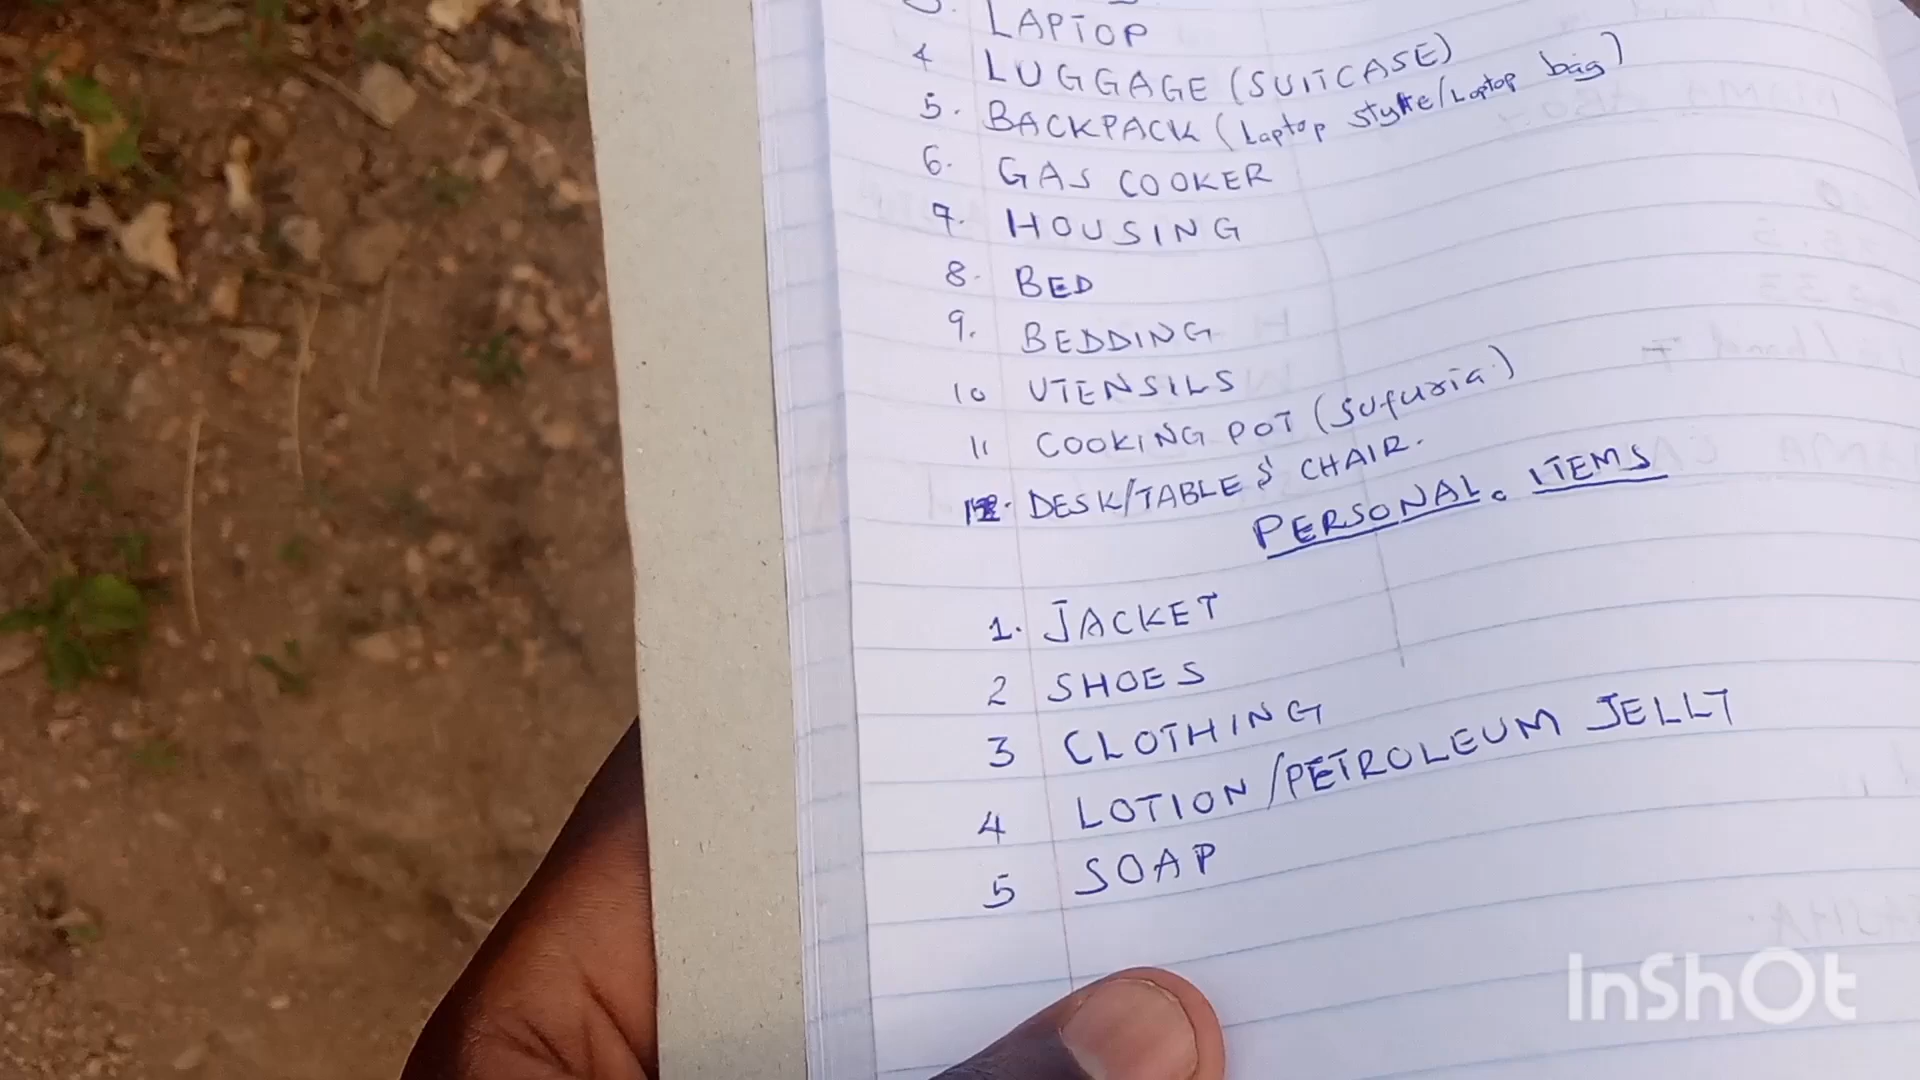 3. LAPTOP
4 LUGGAGE (SUITCASE)
5. BACKPACK (Laptop style/Laptop bag)
6. GAS COOKER
7. HOUSING
8. BED
9. BEDDING
10 UTENSILS
11 COOKING POT (Sufuria.)
12. DESK/TABLE & CHAIR.
PERSONAL. ITEMS
1. JACKET
2 SHOES
3 CLOTHING
4 LOTION/PETROLEUM JELLY
5 SOAP
InShOt